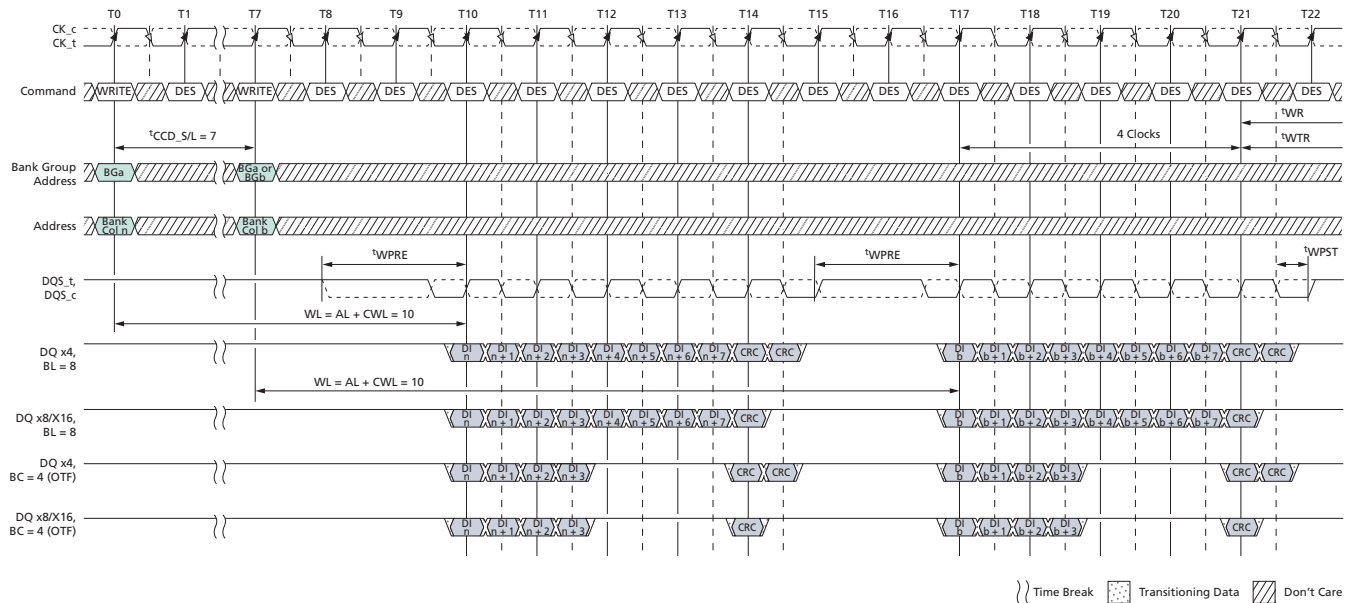 T0 T1 T7 T8 T9 T10 T11 T12 T13 T14 T15 T16 T17 T18 T19 T20 T21 T22
CK_c
CK_t
Command WRITE DES WRITE DES DES DES DES DES DES DES DES DES DES DES DES DES DES DES
tWR
tCCD_S/L = 7
4 Clocks
tWTR
Bank Group
Address
BGa
BGa or
BGb
Address
Bank
Col n
Bank
Col b
tWPRE
tWPRE
tWPST
DQS_t,
DQS_c
WL = AL + CWL = 10
DQ x4,
BL = 8
DI n DI n + 1 DI n + 2 DI n + 3 DI n + 4 DI n + 5 DI n + 6 DI n + 7 CRC CRC DI b DI b + 1 DI b + 2 DI b + 3 DI b + 4 DI b + 5 DI b + 6 DI b + 7 CRC CRC
WL = AL + CWL = 10
DQ x8/X16,
BL = 8
DI n DI n + 1 DI n + 2 DI n + 3 DI n + 4 DI n + 5 DI n + 6 DI n + 7 CRC DI b DI b + 1 DI b + 2 DI b + 3 DI b + 4 DI b + 5 DI b + 6 DI b + 7 CRC
DQ x4,
BC = 4 (OTF)
DI n DI n + 1 DI n + 2 DI n + 3 CRC CRC DI b DI b + 1 DI b + 2 DI b + 3 CRC CRC
DQ x8/X16,
BC = 4 (OTF)
DI n DI n + 1 DI n + 2 DI n + 3 CRC DI b DI b + 1 DI b + 2 DI b + 3 CRC
Time Break Transitioning Data Don't Care